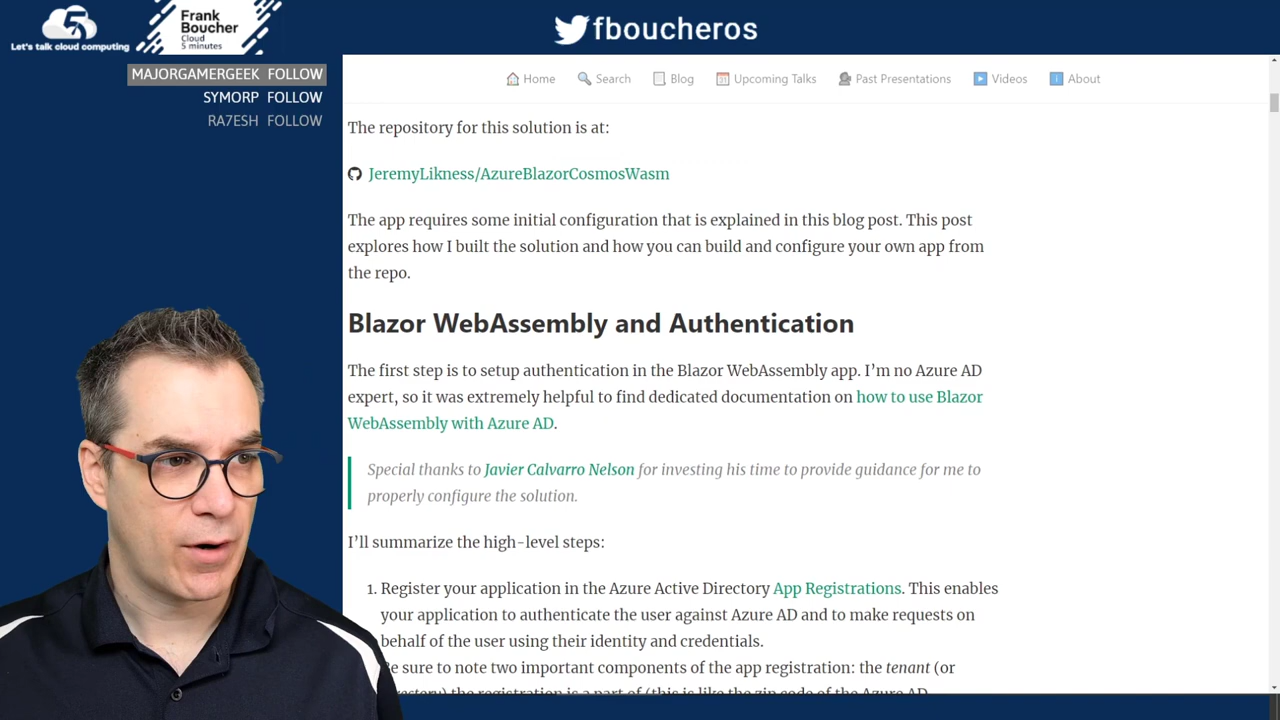 5
Let's talk cloud computing
Frank
Boucher
Cloud
5 minutes
fboucheros
MAJORGAMERGEEK FOLLOW
SYMORP FOLLOW
RA7ESH FOLLOW
Home Search Blog Upcoming Talks Past Presentations Videos About
The repository for this solution is at:
JeremyLikness/AzureBlazorCosmosWasm
The app requires some initial configuration that is explained in this blog post. This post
explores how I built the solution and how you can build and configure your own app from
the repo.
Blazor WebAssembly and Authentication
The first step is to setup authentication in the Blazor WebAssembly app. I'm no Azure AD
expert, so it was extremely helpful to find dedicated documentation on how to use Blazor
WebAssembly with Azure AD.
Special thanks to Javier Calvarro Nelson for investing his time to provide guidance for me to
properly configure the solution.
I'll summarize the high-level steps:
1. Register your application in the Azure Active Directory App Registrations. This enables
your application to authenticate the user against Azure AD and to make requests on
behalf of the user using their identity and credentials.
sure to note two important components of the app registration: the tenant (or
the registration is a part of (this is like the zip code of the Azure AD